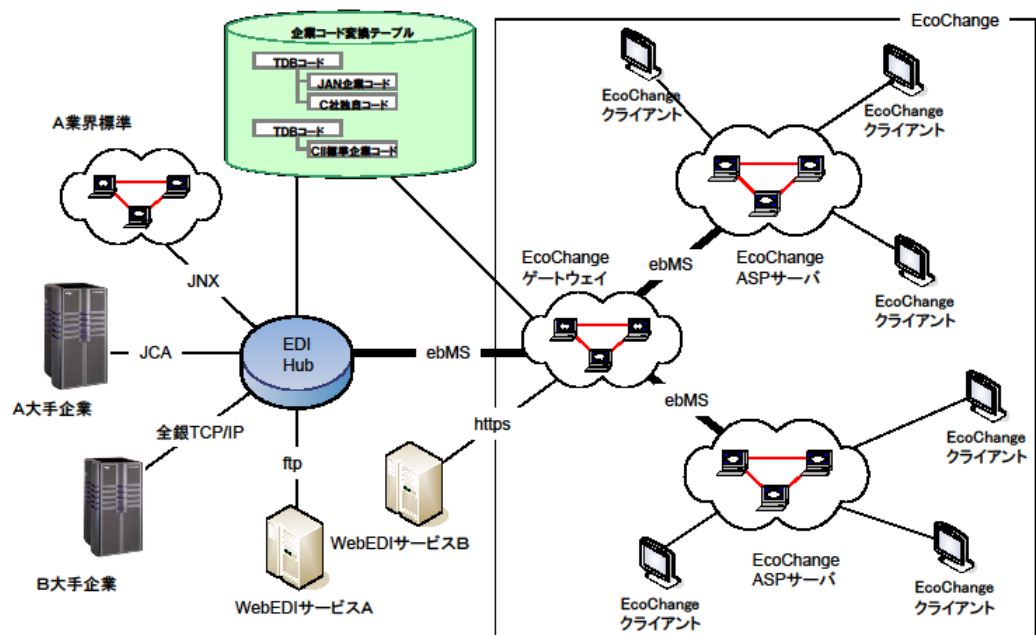 企業コード変換テーブル
TDBコード
JAN企業コード
C社独自コード
TDBコード
CII標準企業コード
EcoChange
A業界標準
JNX
A大手企業
JCA
EDI
Hub
ebMS
全銀TCP/IP
B大手企業
ftp
WebEDIサービスA
https
WebEDIサービスB
EcoChange
ゲートウェイ
ebMS
ebMS
EcoChange
クライアント
EcoChange
クライアント
EcoChange
ASPサーバ
EcoChange
クライアント
EcoChange
クライアント
EcoChange
ASPサーバ
EcoChange
クライアント
EcoChange
クライアント